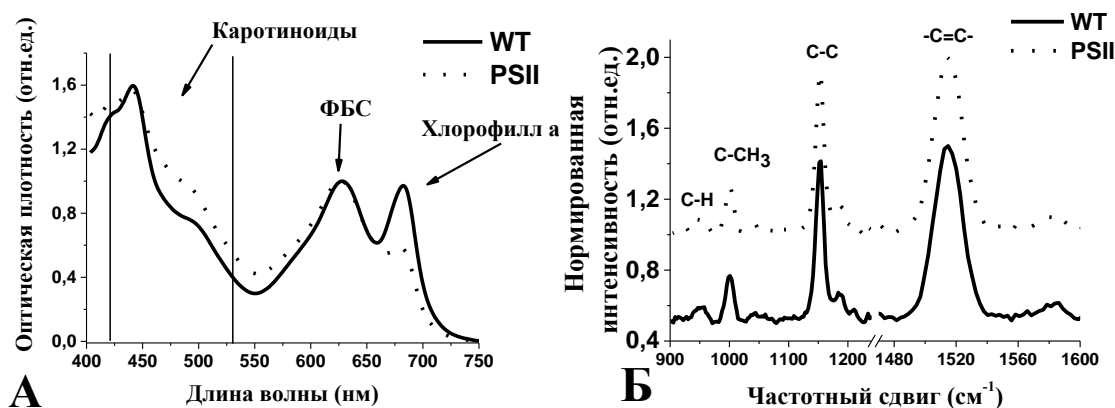 Каротиноиды
WT
PSII
ФБС
Хлорофилл а
Оптическая плотность (отн.ед.)
1,6
1,2
0,8
0,4
0,0
400 450 500 550 600 650 700 750
Длина волны (нм)
А
-C=C-
WT
PSII
C-C
C-CH3
C-H
Нормированная
интенсивность (отн.ед.)
2,0
1,6
1,2
0,8
0,4
900 1000 1100 1200 1480 1520 1560 1600
Частотный сдвиг (см-1)
Б